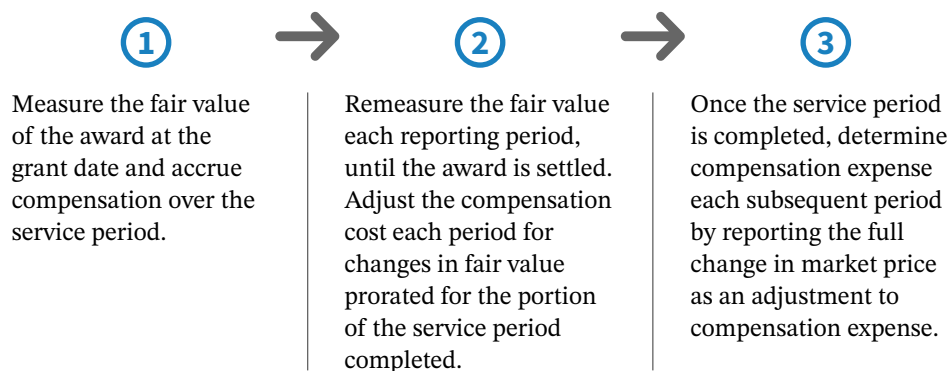 1
Measure the fair value
of the award at the
grant date and accrue
compensation over the
service period.
2
Remeasure the fair value
each reporting period,
until the award is settled.
Adjust the compensation
cost each period for
changes in fair value
prorated for the portion
of the service period
completed.
3
Once the service period
is completed, determine
compensation expense
each subsequent period
by reporting the full
change in market price
as an adjustment to
compensation expense.